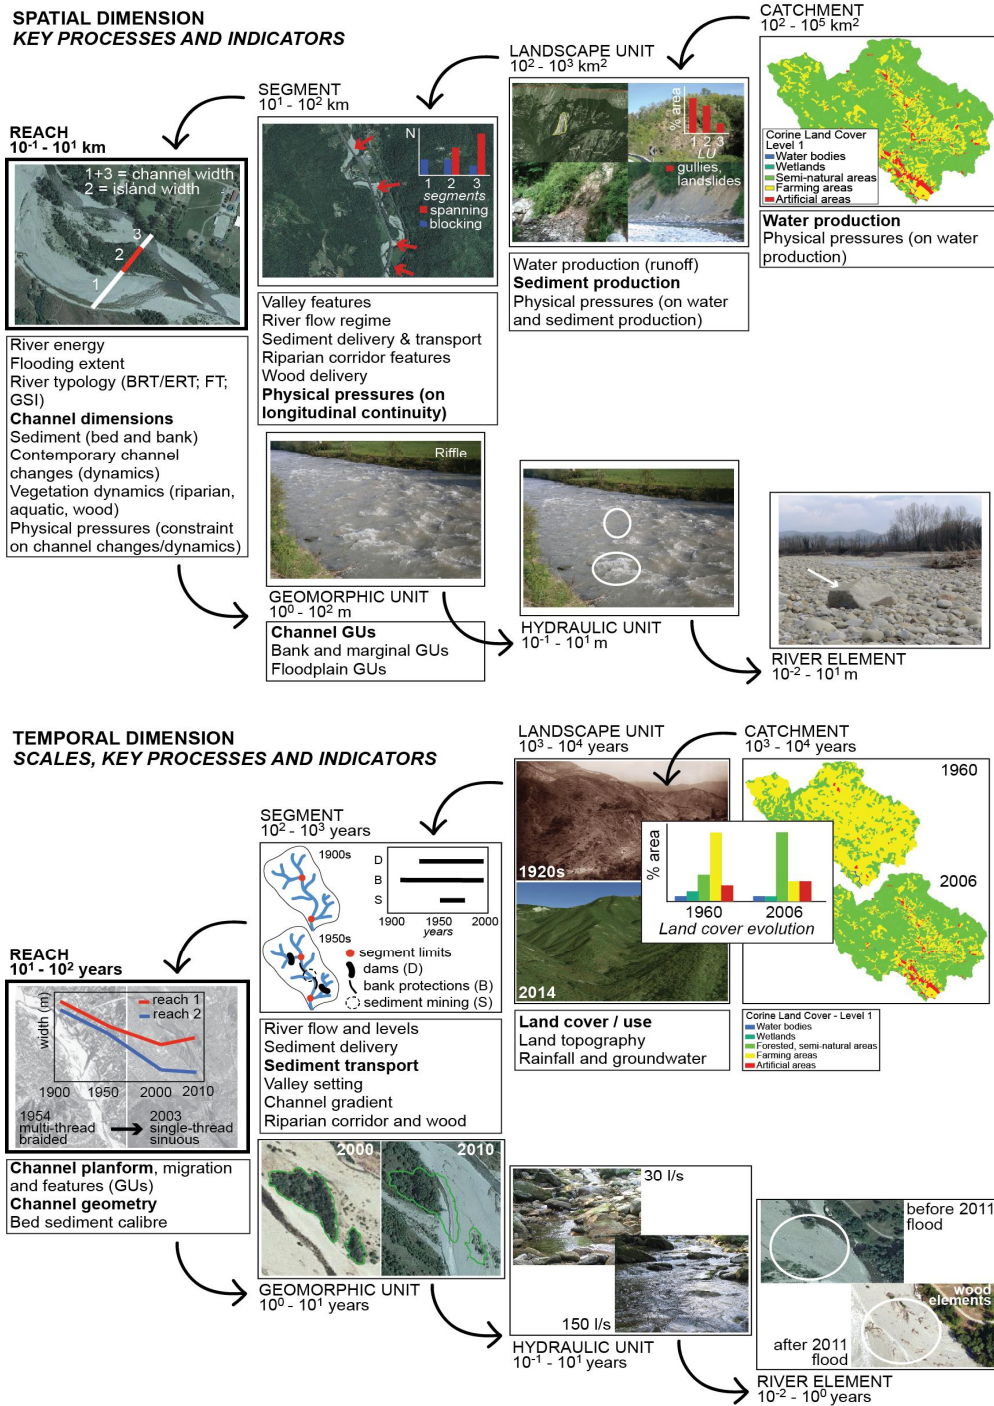 SPATIAL DIMENSION
KEY PROCESSES AND INDICATORS
CATCHMENT
10² - 10⁵ km²
Corine Land Cover
Level 1
Water bodies
Wetlands
Semi-natural areas
Farming areas
Artificial areas
Water production
Physical pressures (on water
production)
LANDSCAPE UNIT
10² - 10³ km²
% area
1 2 3
LU
gullies,
landslides
Water production (runoff)
Sediment production
Physical pressures (on water
and sediment production)
SEGMENT
10¹ - 10² km
N
1 2 3
segments
spanning
blocking
Valley features
River flow regime
Sediment delivery & transport
Riparian corridor features
Wood delivery
Physical pressures (on
longitudinal continuity)
REACH
10⁻¹ - 10¹ km
1+3 = channel width
2 = island width
3
2
1
River energy
Flooding extent
River typology (BRT/ERT; FT;
GSI)
Channel dimensions
Sediment (bed and bank)
Contemporary channel
changes (dynamics)
Vegetation dynamics (riparian,
aquatic, wood)
Physical pressures (constraint
on channel changes/dynamics)
Riffle
GEOMORPHIC UNIT
10⁰ - 10² m
Channel GUs
Bank and marginal GUs
Floodplain GUs
HYDRAULIC UNIT
10⁻¹ - 10¹ m
RIVER ELEMENT
10⁻² - 10¹ m
TEMPORAL DIMENSION
SCALES, KEY PROCESSES AND INDICATORS
CATCHMENT
10³ - 10⁴ years
1960
2006
Corine Land Cover - Level 1
Water bodies
Wetlands
Forested, semi-natural areas
Farming areas
Artificial areas
LANDSCAPE UNIT
10³ - 10⁴ years
1920s
2014
% area
1960 2006
Land cover evolution
Land cover / use
Land topography
Rainfall and groundwater
SEGMENT
10² - 10³ years
1900s
1950s
D
B
S
1900 1950 2000
years
segment limits
dams (D)
bank protections (B)
sediment mining (S)
River flow and levels
Sediment delivery
Sediment transport
Valley setting
Channel gradient
Riparian corridor and wood
REACH
10¹ - 10² years
width (m)
reach 1
reach 2
1900 1950 2000 2010
1954
multi-thread
braided
2003
single-thread
sinuous
Channel planform, migration
and features (GUs)
Channel geometry
Bed sediment calibre
2000
2010
GEOMORPHIC UNIT
10⁰ - 10¹ years
30 l/s
150 l/s
HYDRAULIC UNIT
10⁻¹ - 10¹ years
before 2011
flood
wood
elements
after 2011
flood
RIVER ELEMENT
10⁻² - 10⁰ years